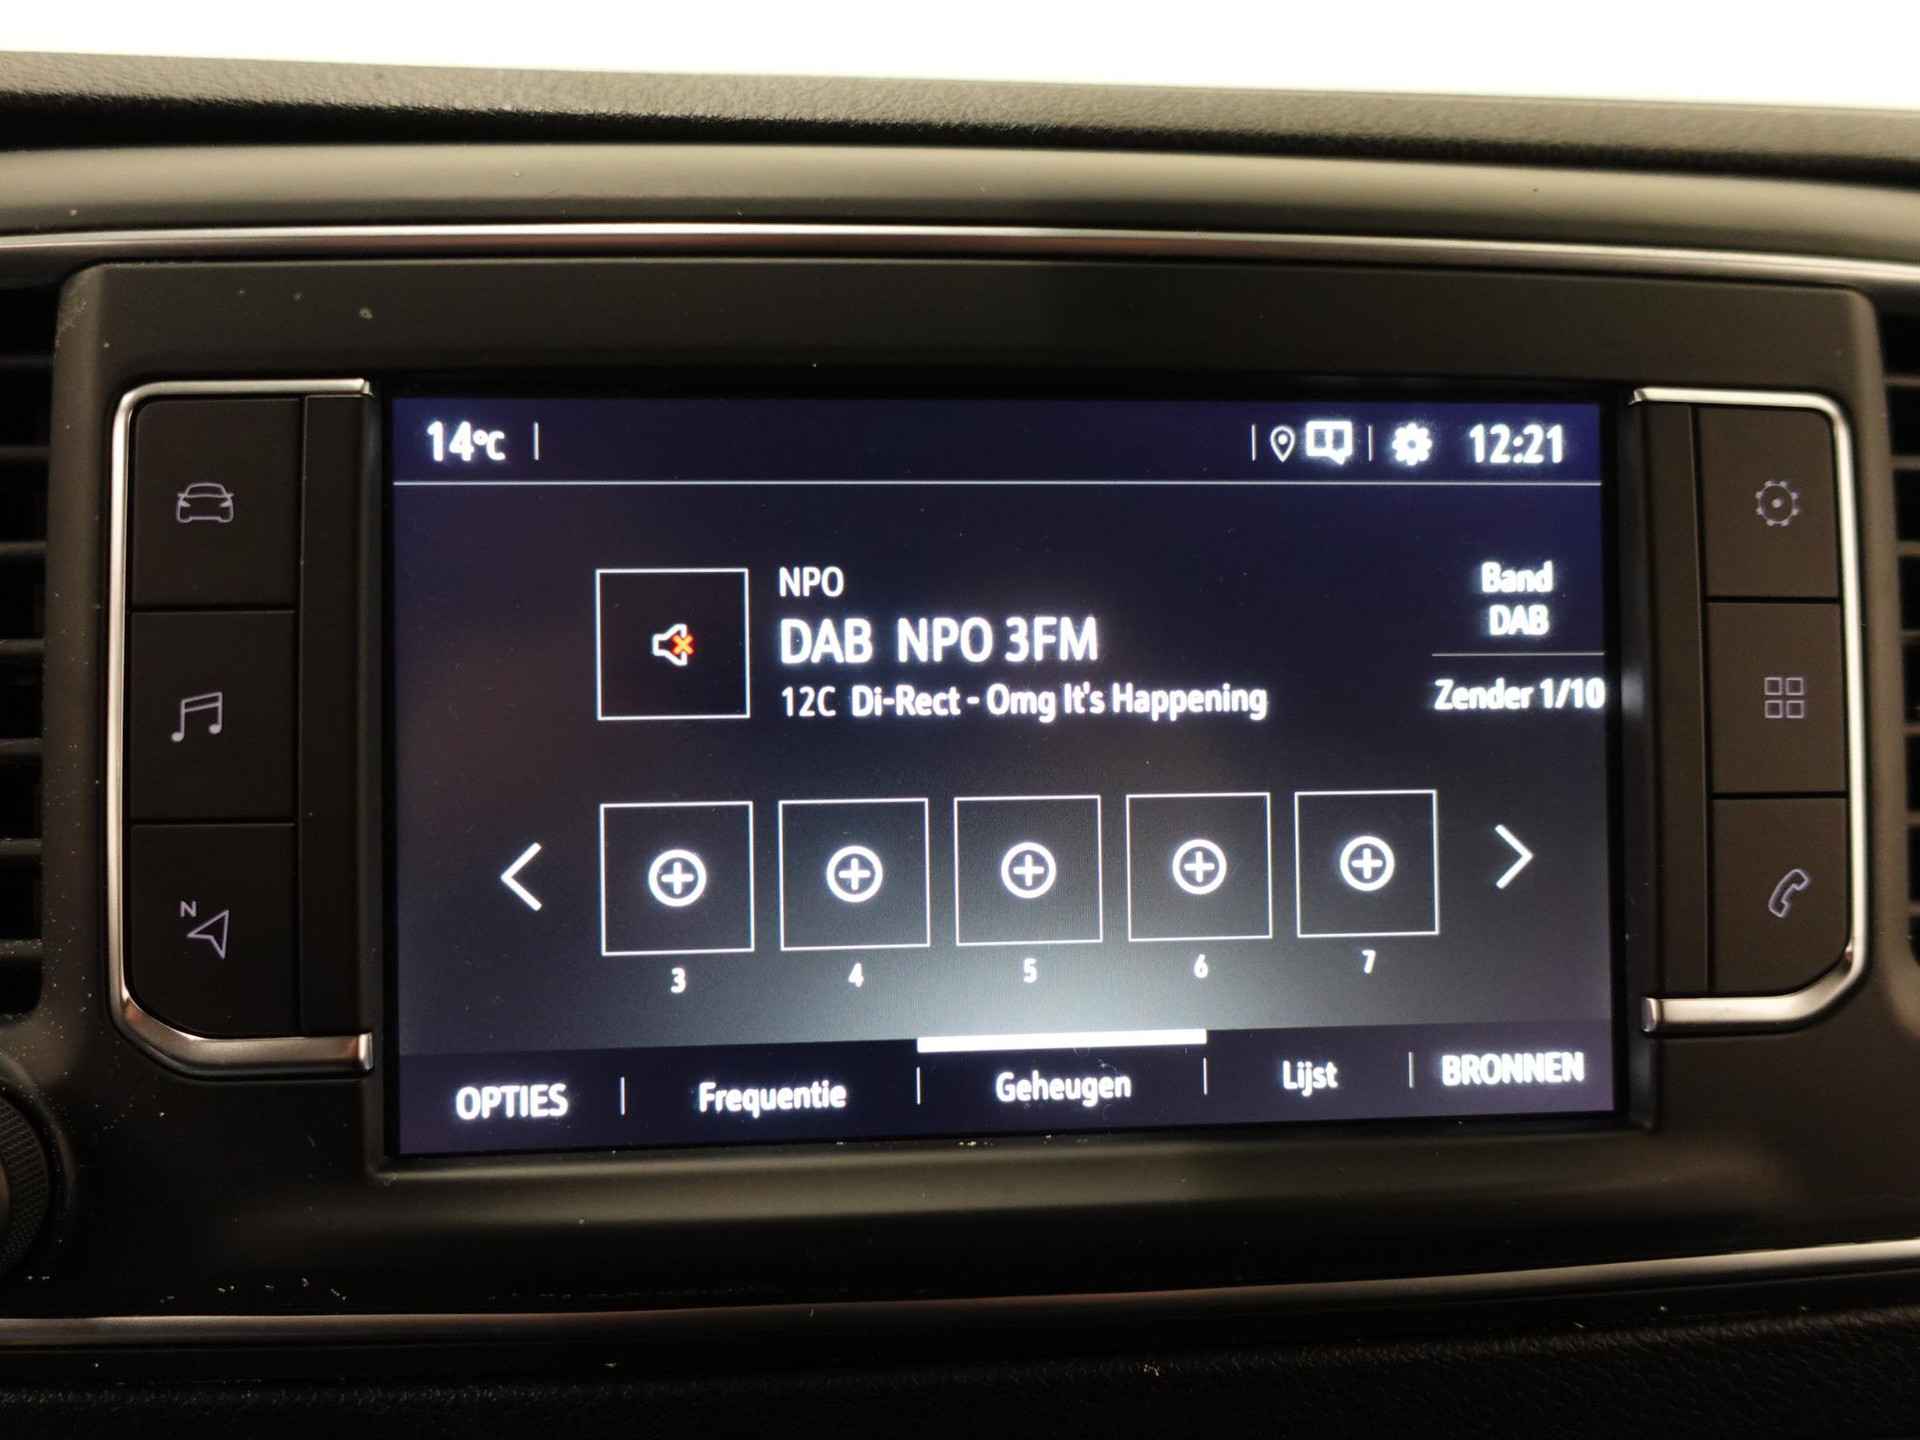 14°C
12:21
NPO
DAB NPO 3FM
12C Di-Rect - Omg It's Happening
Band
DAB
Zender 1/10
N
3 4 5 6 7
OPTIES Frequentie Geheugen Lijst BRONNEN